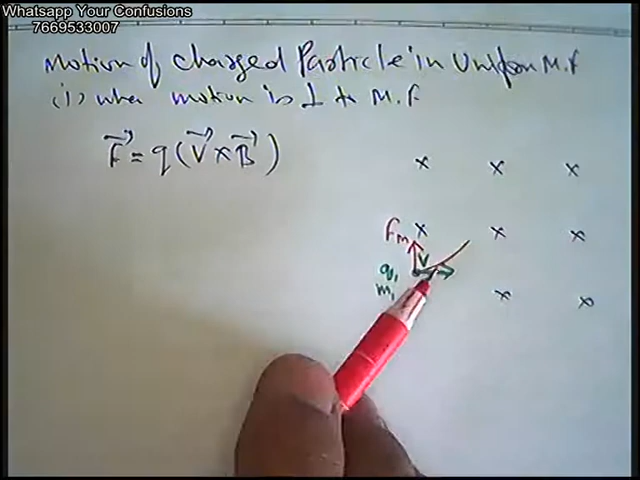 Whatsapp Your Confusions
7669533007
Motion of Charged Particle in Uniform M.F
(i) when motion is ⊥ to M.F
F⃗ = q(V⃗ × B⃗)
x x x
Fm x x x
V
q,
m, x x